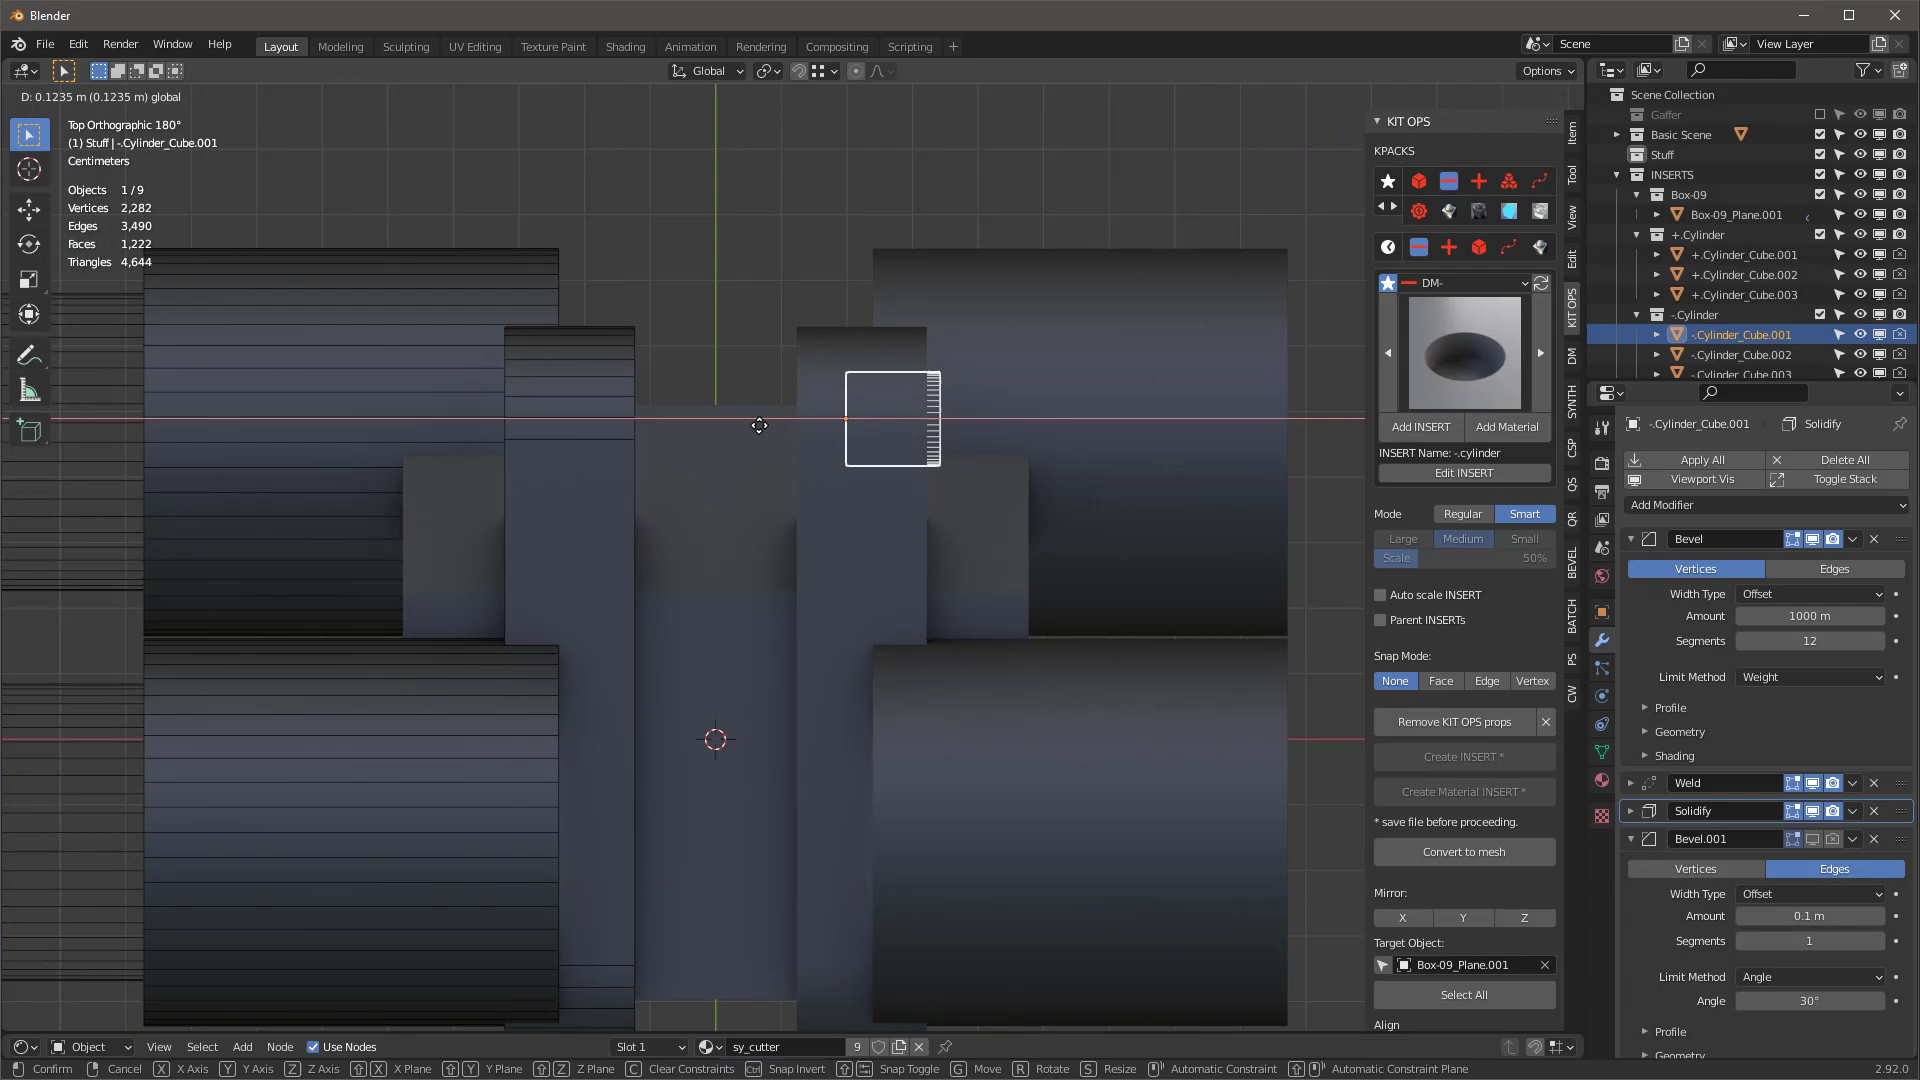 Blender
File Edit Render Window Help
Layout Modeling Sculpting UV Editing Texture Paint Shading Animation Rendering Compositing Scripting +
Scene
View Layer
Global
Options
D: 0.1235 m (0.1235 m) global
Top Orthographic 180°
(1) Stuff | -.Cylinder_Cube.001
Centimeters
Objects 1 / 9
Vertices 2,282
Edges 3,490
Faces 1,222
Triangles 4,644
KIT OPS
KPACKS
DM-
Add INSERT Add Material
INSERT Name: -.cylinder
Edit INSERT
Mode Regular Smart
Large Medium Small
Scale 50%
Auto scale INSERT
Parent INSERTs
Snap Mode:
None Face Edge Vertex
Remove KIT OPS props
Create INSERT *
Create Material INSERT *
* save file before proceeding.
Convert to mesh
Mirror:
X Y Z
Target Object:
Box-09_Plane.001
Select All
Align
Item
Tool
View
Edit
KIT OPS
DM
SYNTH
CSP
QS
QR
BEVEL
BATCH
PS
CW
Scene Collection
Gaffer
Basic Scene
Stuff
INSERTS
Box-09
Box-09_Plane.001
+.Cylinder
+.Cylinder_Cube.001
+.Cylinder_Cube.002
+.Cylinder_Cube.003
-.Cylinder
-.Cylinder_Cube.001
-.Cylinder_Cube.002
-.Cylinder_Cube.003
-.Cylinder_Cube.001 Solidify
Apply All Delete All
Viewport Vis Toggle Stack
Add Modifier
Bevel
Vertices Edges
Width Type Offset
Amount 1000 m
Segments 12
Limit Method Weight
Profile
Geometry
Shading
Weld
Solidify
Bevel.001
Vertices Edges
Width Type Offset
Amount 0.1 m
Segments 1
Limit Method Angle
Angle 30°
Profile
Geometry
Object View Select Add Node Use Nodes Slot 1 sy_cutter 9
Confirm Cancel X X Axis Y Y Axis Z Z Axis X X Plane Y Y Plane Z Z Plane C Clear Constraints Ctrl Snap Invert Snap Toggle G Move R Rotate S Resize Automatic Constraint Automatic Constraint Plane 2.92.0